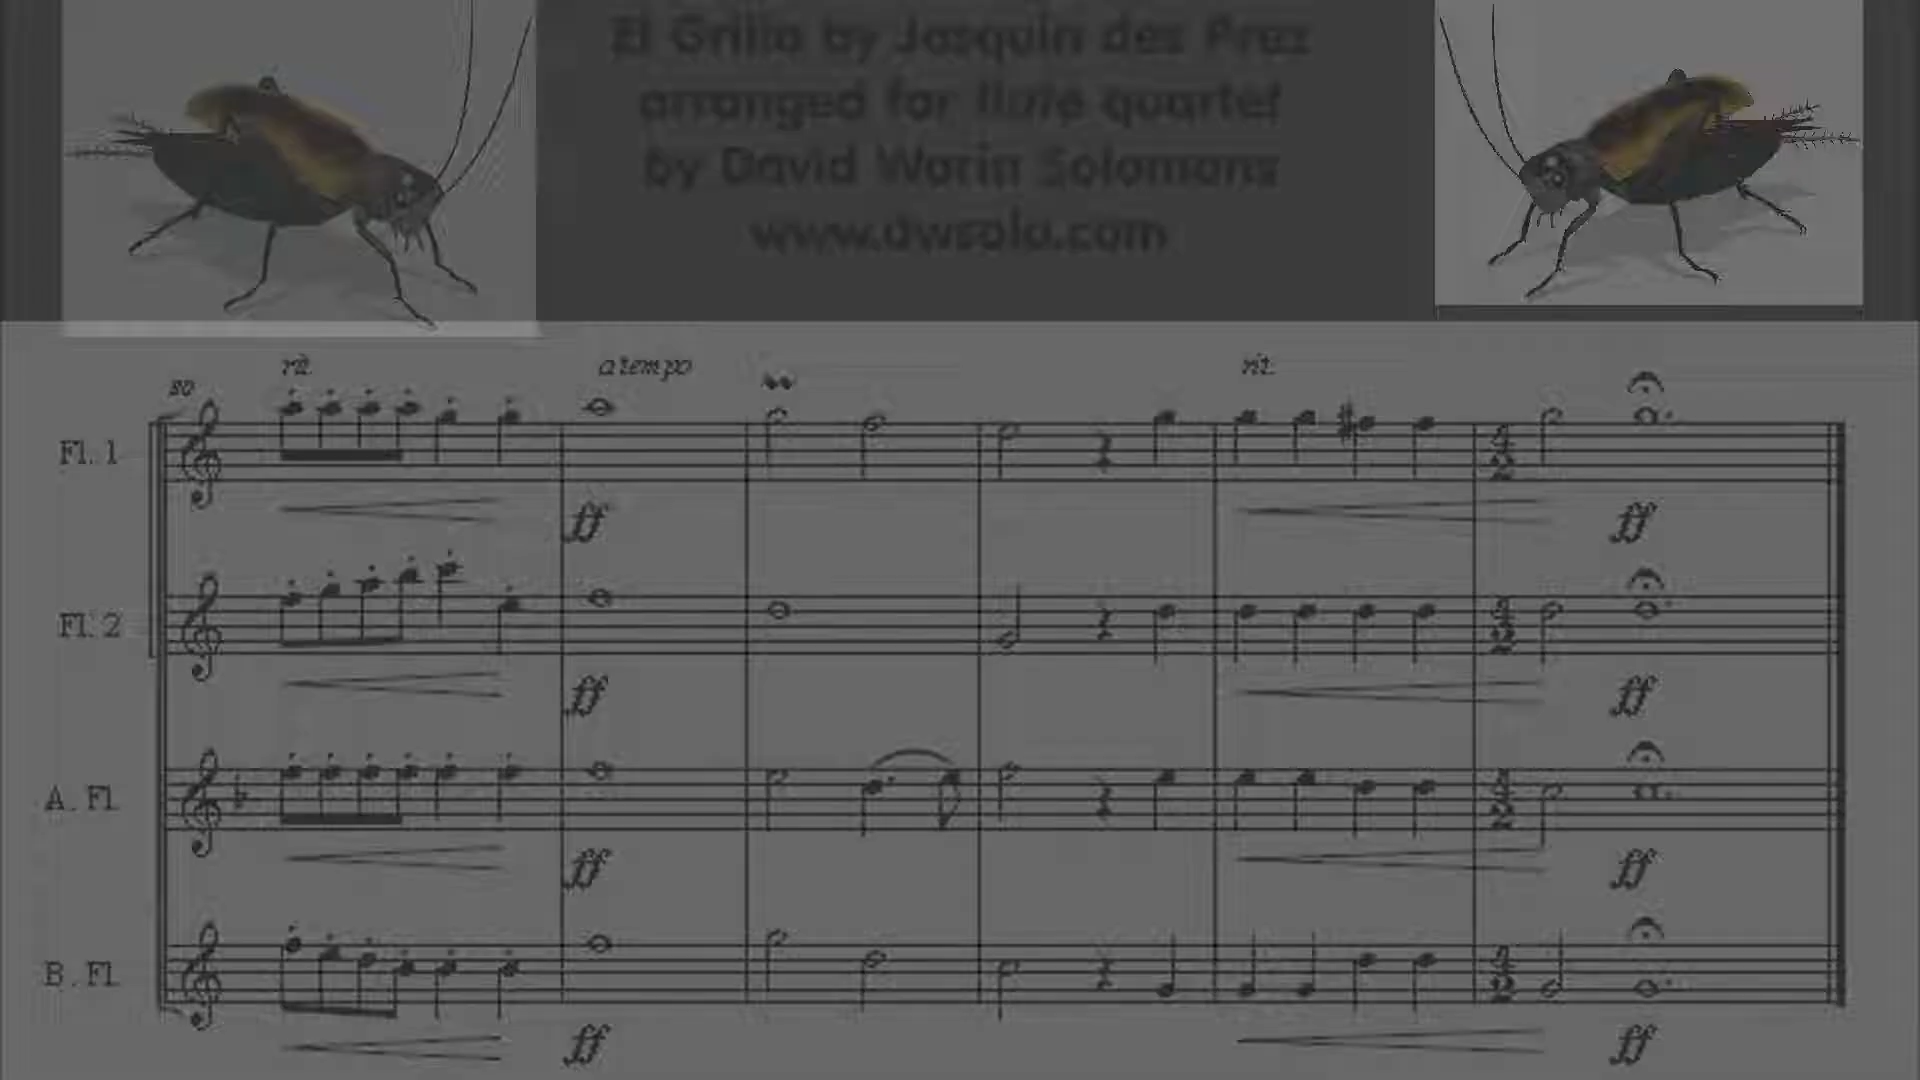 El Grillo by Josquin des Prez
arranged for flute quartet
by David Warin Solomons
www.dwsolo.com
rit.
a tempo
rit.
80
Fl. 1
ff
ff
Fl. 2
ff
ff
A. Fl.
ff
ff
B. Fl.
ff
ff